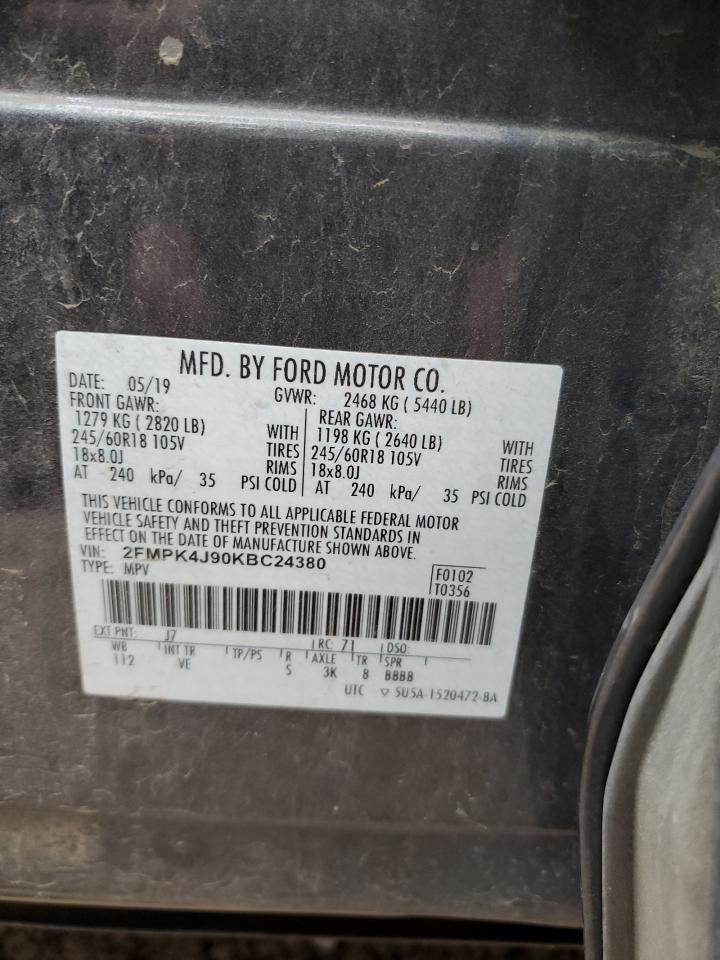 MFD. BY FORD MOTOR CO.
DATE: 05/19 GVWR: 2468 KG ( 5440 LB)
FRONT GAWR: REAR GAWR:
1279 KG ( 2820 LB) WITH 1198 KG ( 2640 LB) WITH
245/60R18 105V TIRES 245/60R18 105V TIRES
18x8.0J RIMS 18x8.0J RIMS
AT 240 kPa/ 35 PSI COLD AT 240 kPa/ 35 PSI COLD
THIS VEHICLE CONFORMS TO ALL APPLICABLE FEDERAL MOTOR
VEHICLE SAFETY AND THEFT PREVENTION STANDARDS IN
EFFECT ON THE DATE OF MANUFACTURE SHOWN ABOVE.
VIN: 2FMPK4J90KBC24380
TYPE: MPV F0102
T0356
EXT PNT: J7 RC: 71 DSO:
WB INT TR TP/PS R AXLE TR SPR
112 VE S 3K 8 BBBB
UTC ▽ 5U5A-1520472-BA